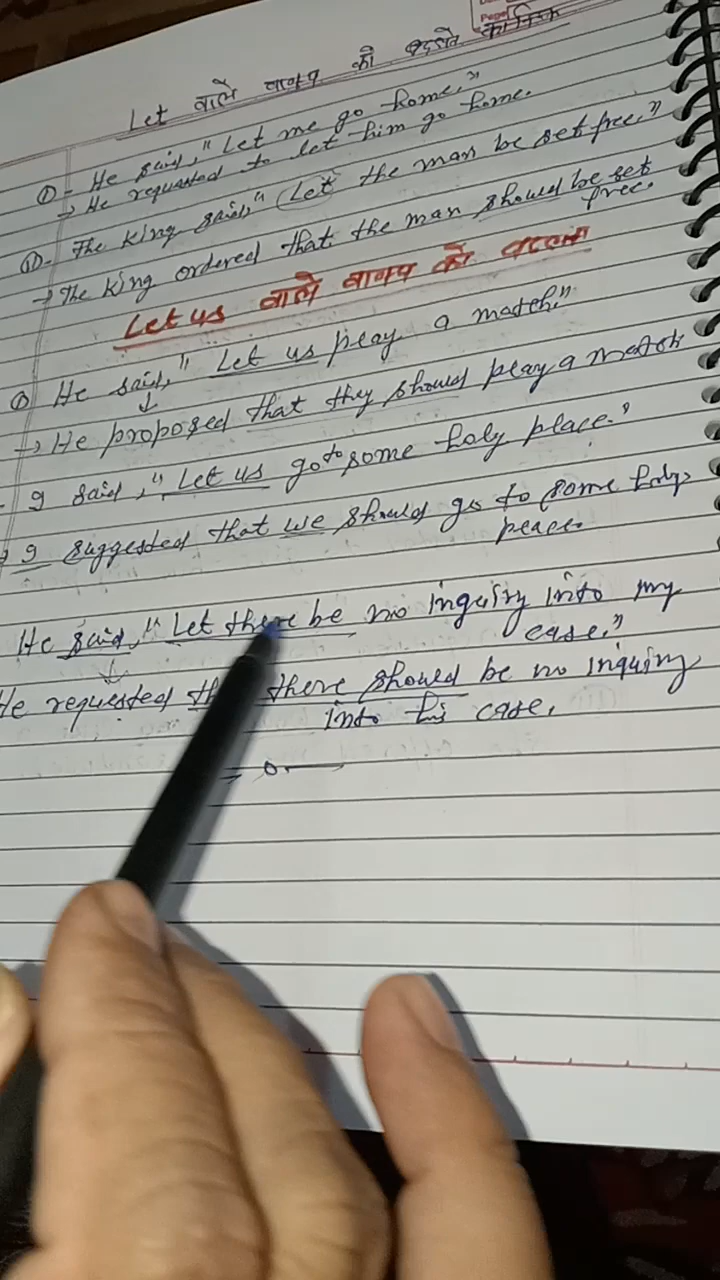 Let वाले वाक्य को बदलने का नियम
① - He said, "Let me go home."
→ He requested to let him go home.
⑪ - The King said, "Let the man be set free."
→ The King ordered that the man should be set
free.
Let us वाले वाक्य को बदलना
① He said, "Let us play a match."
→ He proposed that they should play a match
- I said, "Let us go to some holy place."
→ I suggested that we should go to some holy
place
He said, "Let there be no inquiry into my
case."
He requested there should be no inquiry
into his case.